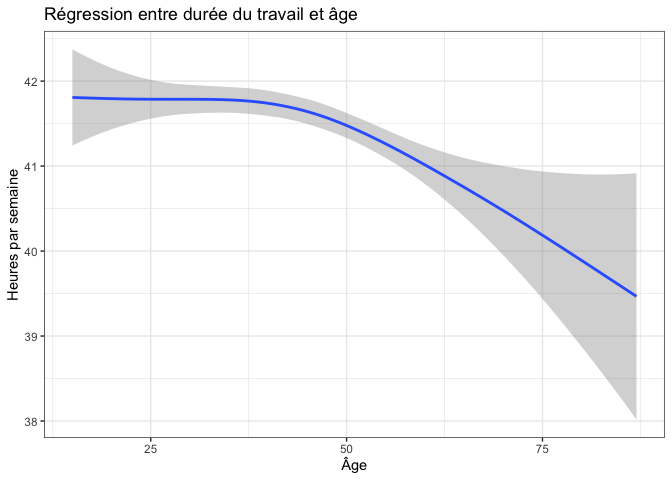 Régression entre durée du travail et âge
42
41
40
39
38
Heures par semaine
25 50 75
Âge